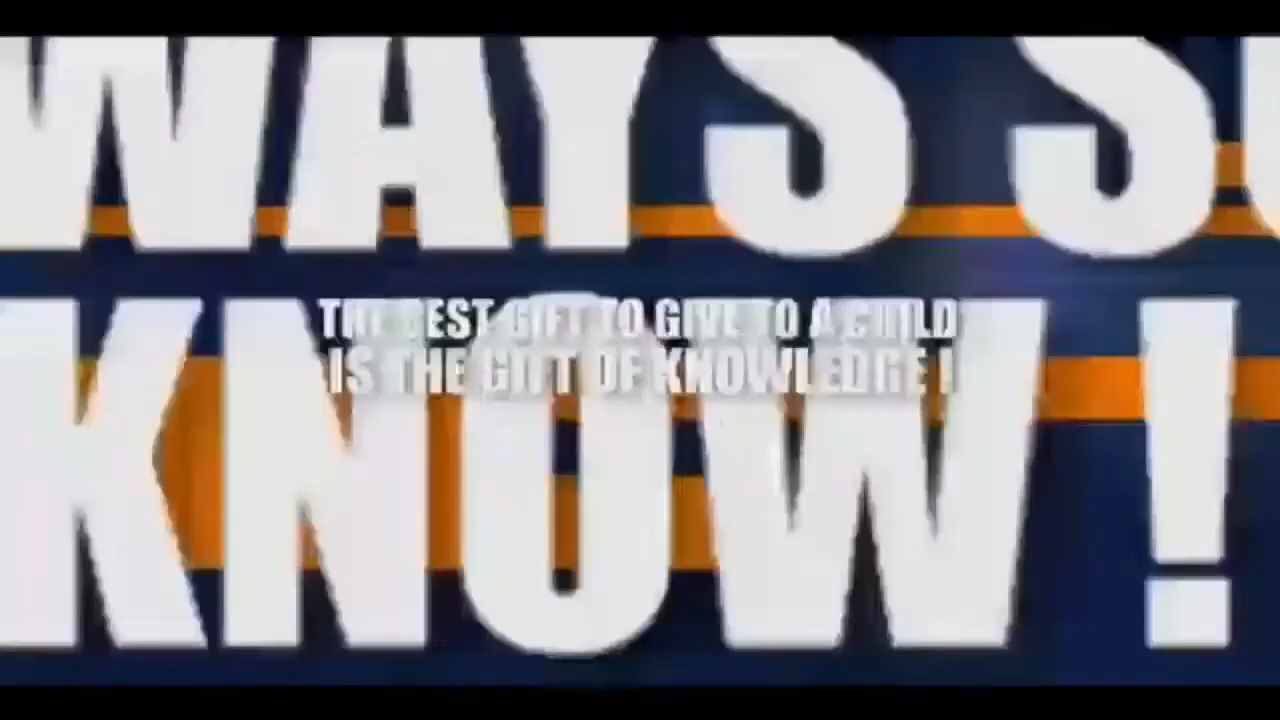 WAYS S
KNOW!
THE BEST GIFT TO GIVE TO A CHILD
IS THE GIFT OF KNOWLEDGE!